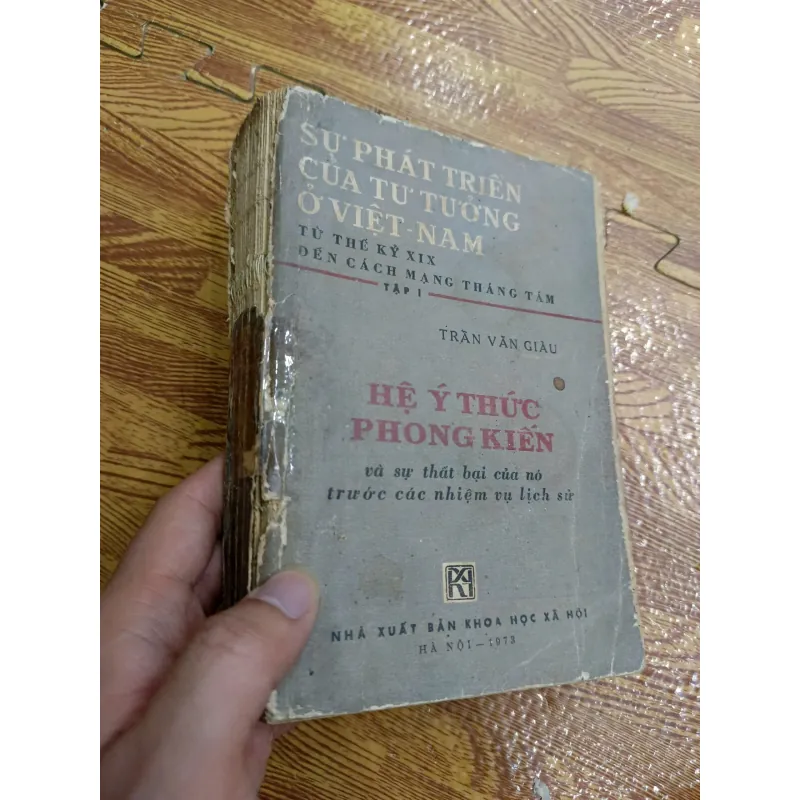 SỰ PHÁT TRIỂN
CỦA TƯ TƯỞNG
Ở VIỆT-NAM
TỪ THẾ KỶ XIX
ĐẾN CÁCH MẠNG THÁNG TÁM
TẬP I
TRẦN VĂN GIÀU
HỆ Ý THỨC
PHONG KIẾN
và sự thất bại của nó
trước các nhiệm vụ lịch sử
NHÀ XUẤT BẢN KHOA HỌC XÃ HỘI
HÀ NỘI — 1973